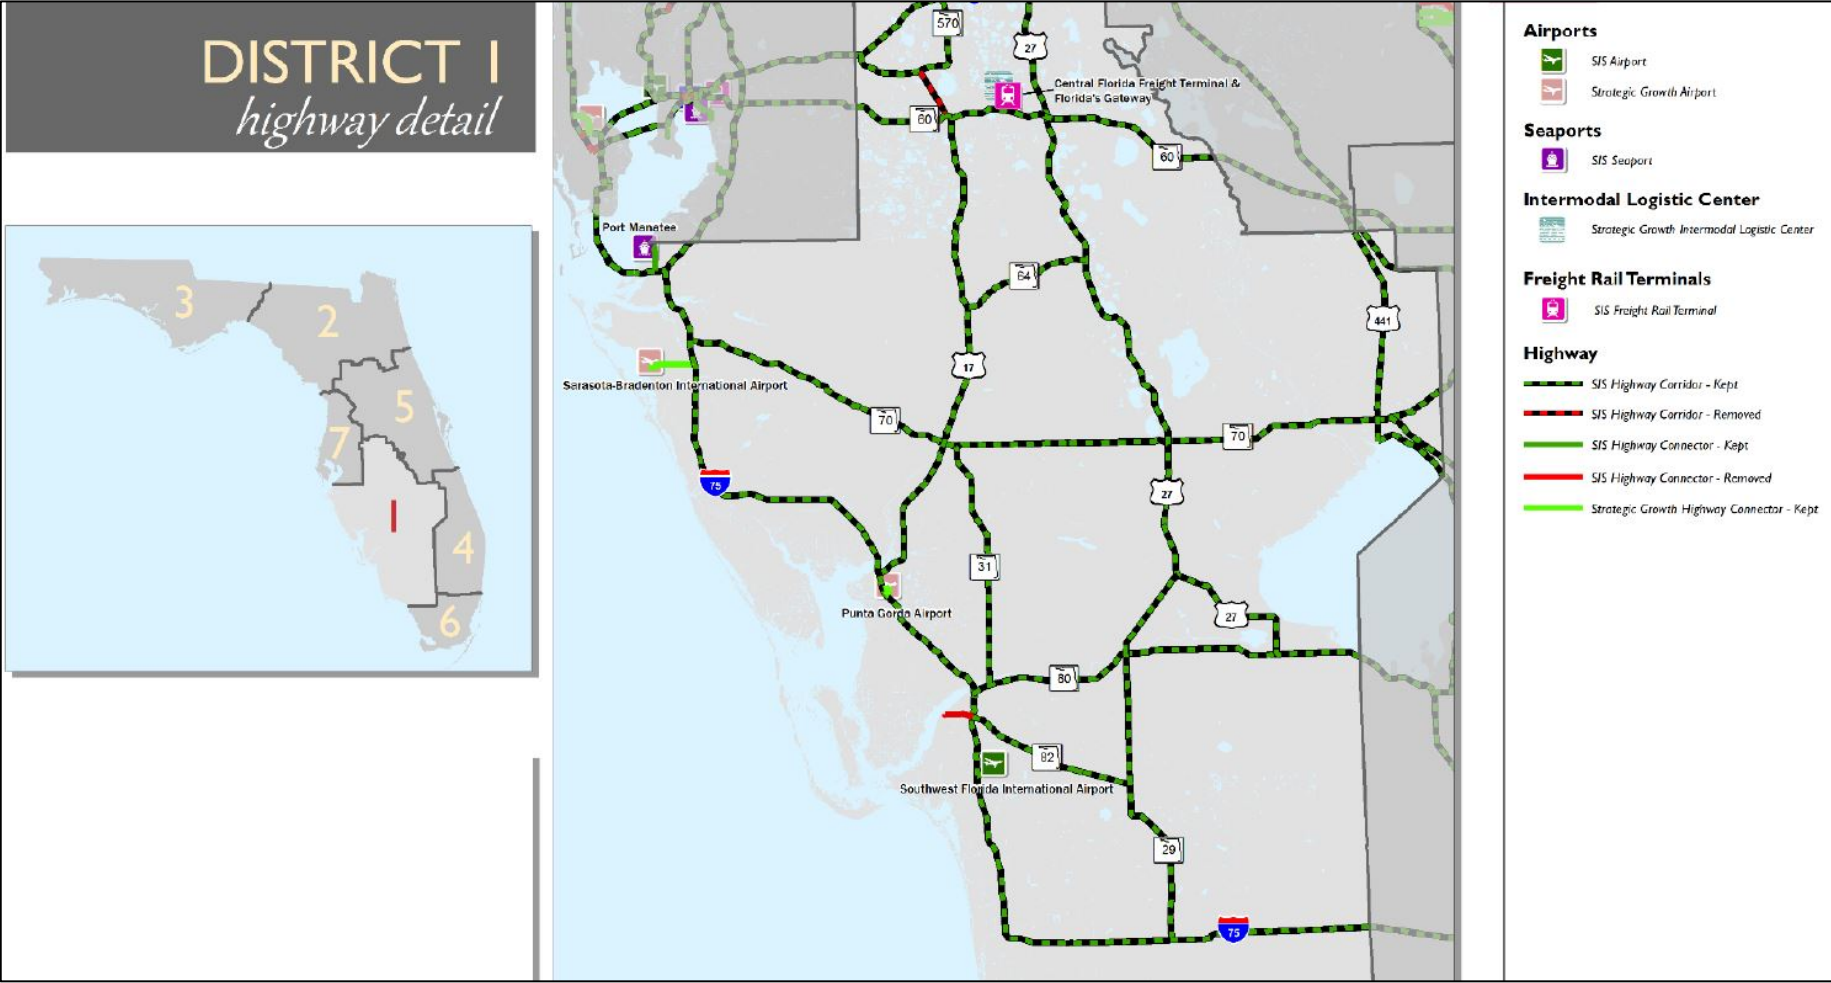 DISTRICT 1
highway detail
3
2
5
7
1
4
6
570
27
Central Florida Freight Terminal &
Florida's Gateway
60
60
Port Manatee
64
441
17
Sarasota-Bradenton International Airport
70
70
75
27
31
Punta Gorda Airport
27
80
82
Southwest Florida International Airport
29
75
Airports
SIS Airport
Strategic Growth Airport
Seaports
SIS Seaport
Intermodal Logistic Center
Strategic Growth Intermodal Logistic Center
Freight Rail Terminals
SIS Freight Rail Terminal
Highway
SIS Highway Corridor - Kept
SIS Highway Corridor - Removed
SIS Highway Connector - Kept
SIS Highway Connector - Removed
Strategic Growth Highway Connector - Kept